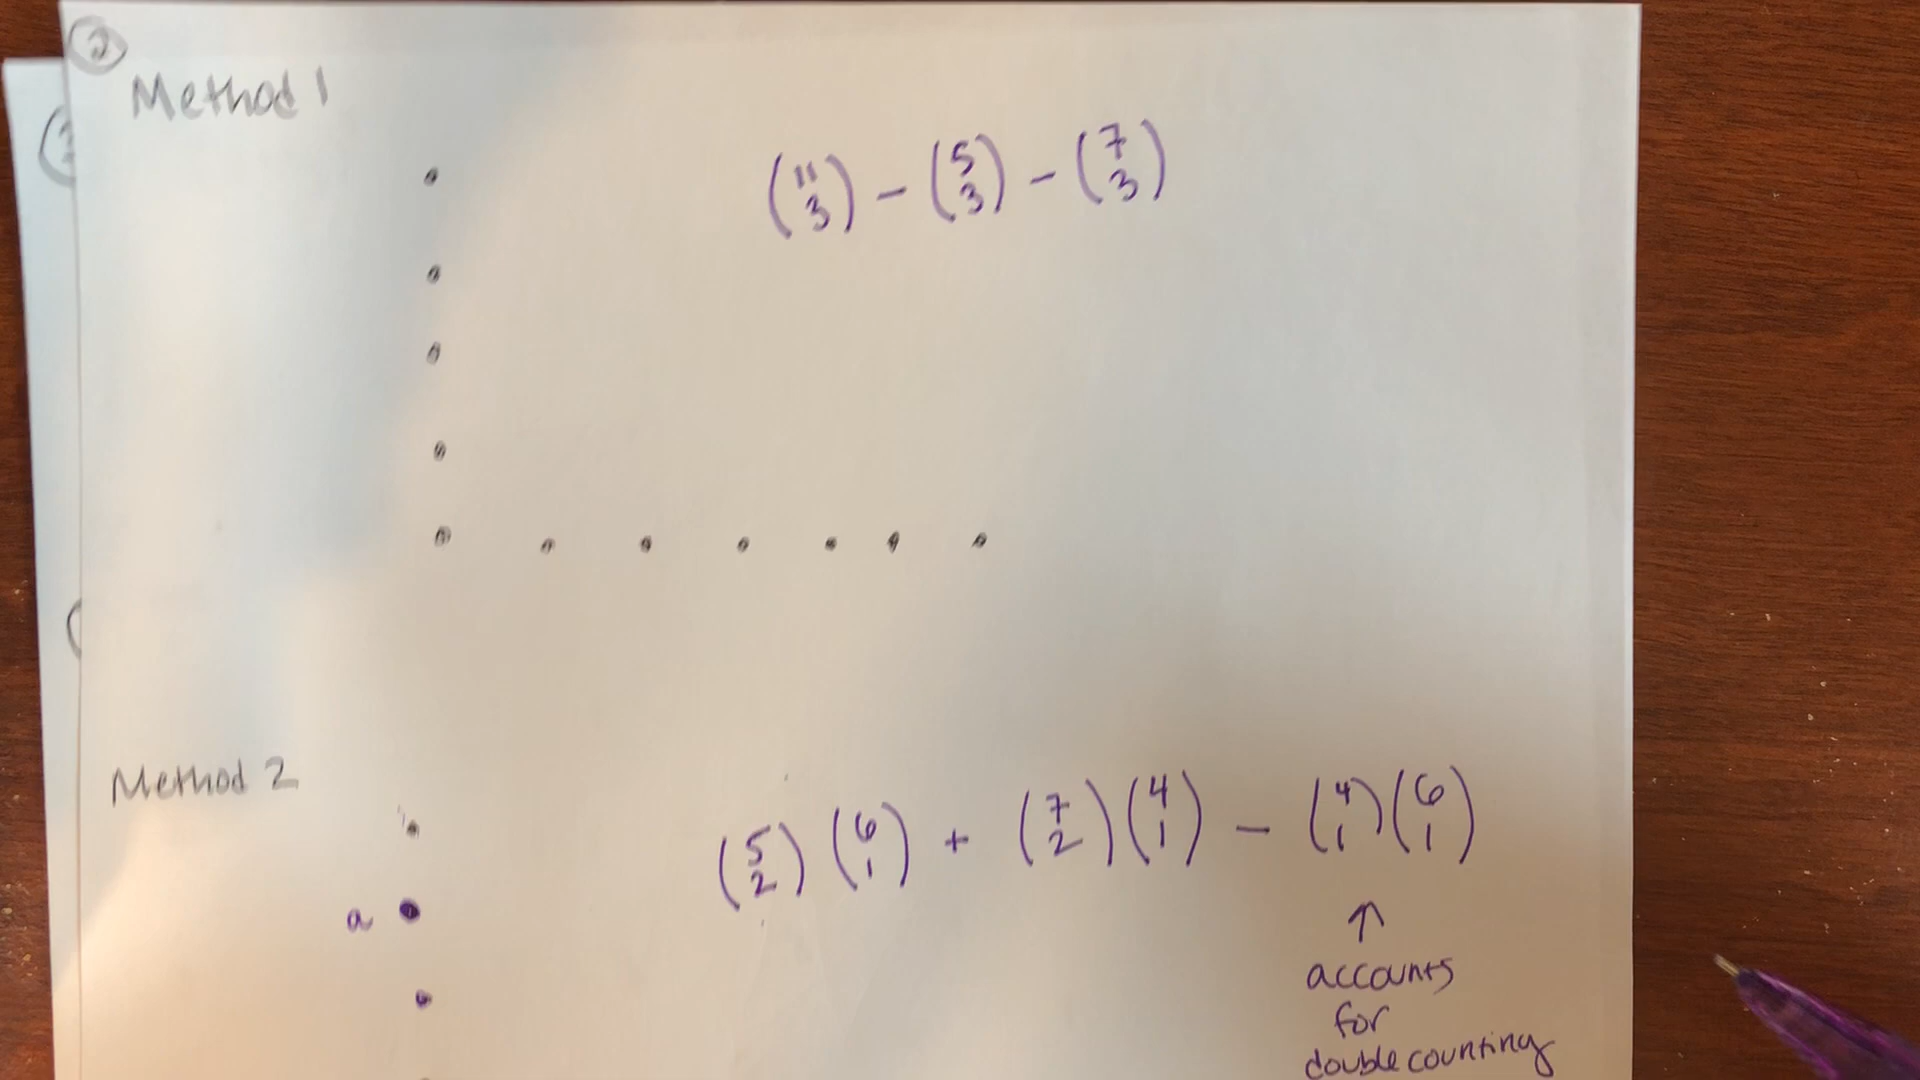 ②
Method 1
(11 3) - (5 3) - (7 3)
Method 2
(5 2)(6 1) + (7 2)(4 1) - (4 1)(6 1)
a
↑
accounts
for
double counting